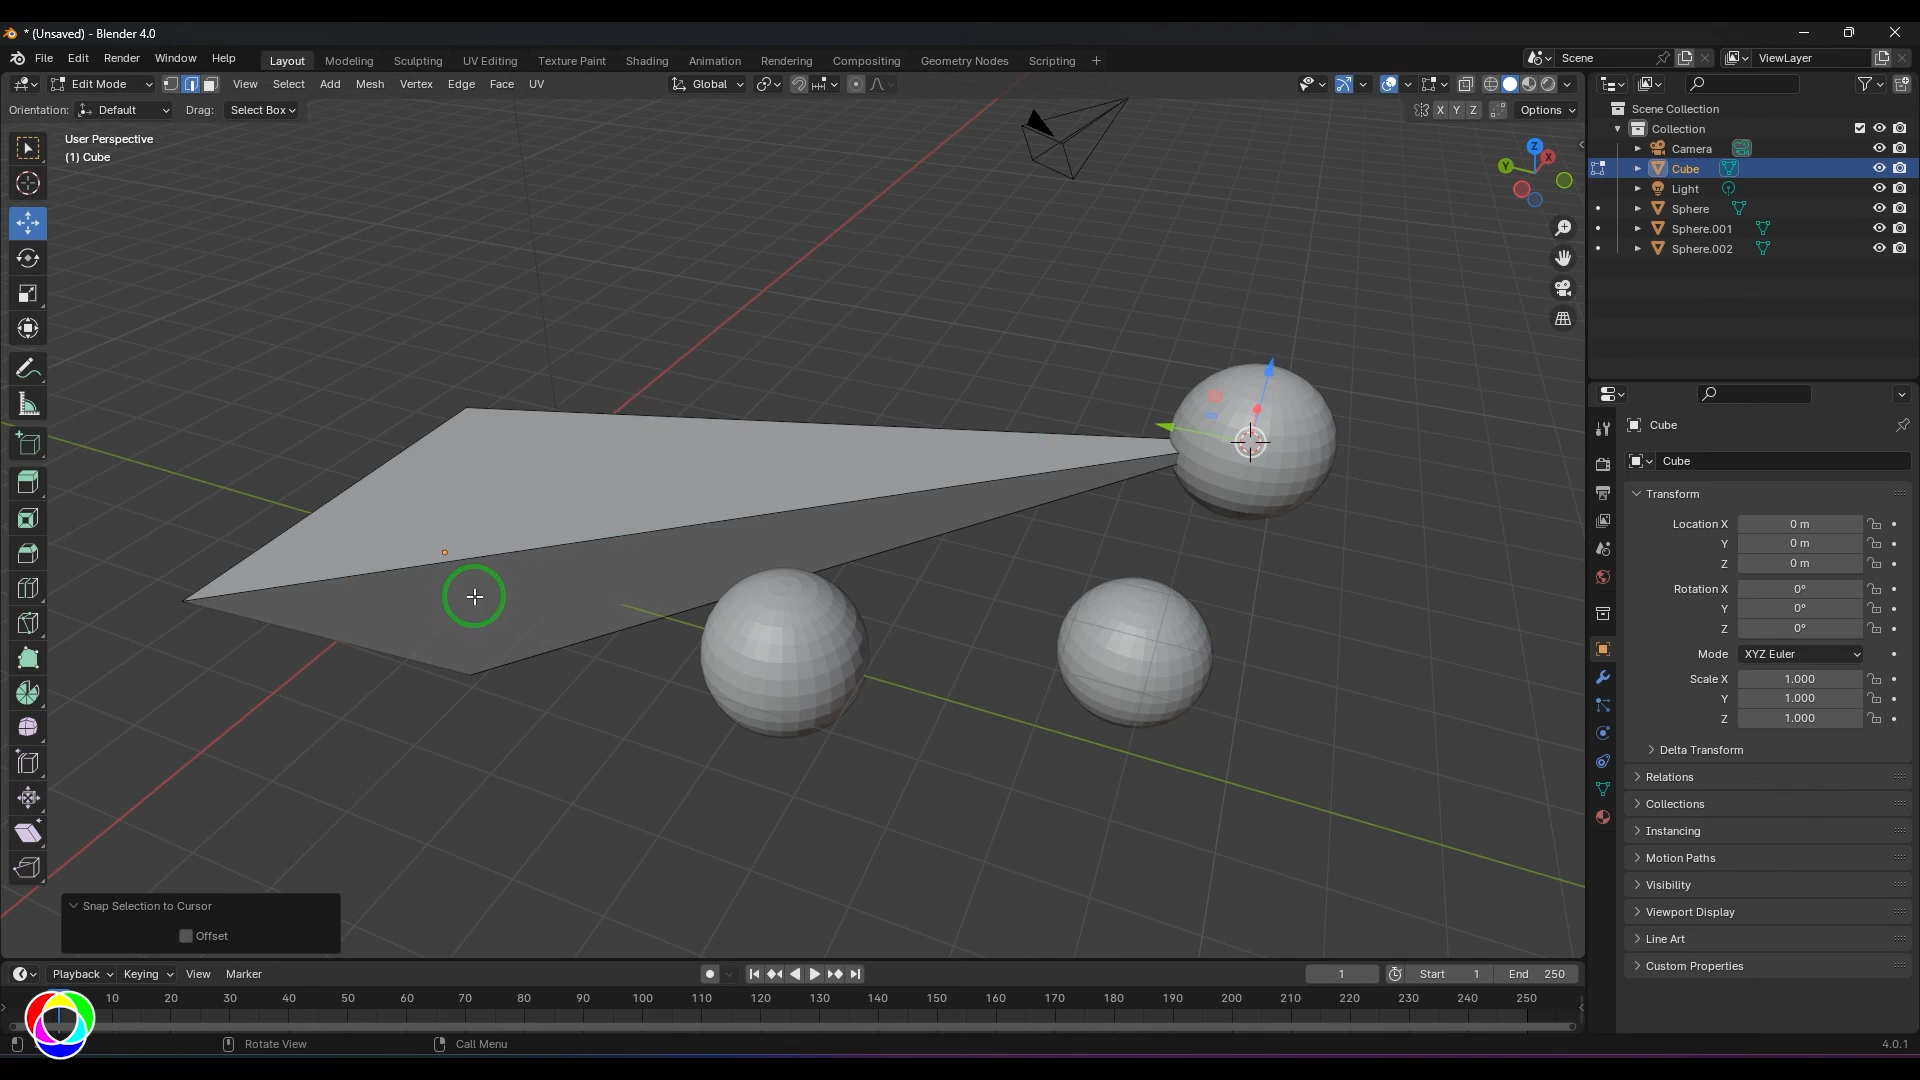 * (Unsaved) - Blender 4.0
File Edit Render Window Help Layout Modeling Sculpting UV Editing Texture Paint Shading Animation Rendering Compositing Geometry Nodes Scripting + Scene ViewLayer
Edit Mode View Select Add Mesh Vertex Edge Face UV Global
Orientation: Default Drag: Select Box X Y Z Options
User Perspective
(1) Cube
Z
X
Y
Scene Collection
Collection
Camera
Cube
Light
Sphere
Sphere.001
Sphere.002
Cube
Cube
Transform
Location X 0 m
Y 0 m
Z 0 m
Rotation X 0°
Y 0°
Z 0°
Mode XYZ Euler
Scale X 1.000
Y 1.000
Z 1.000
Delta Transform
Relations
Collections
Instancing
Motion Paths
Visibility
Viewport Display
Line Art
Custom Properties
Snap Selection to Cursor
Offset
Playback Keying View Marker 1 Start 1 End 250
10 20 30 40 50 60 70 80 90 100 110 120 130 140 150 160 170 180 190 200 210 220 230 240 250
Rotate View Call Menu 4.0.1